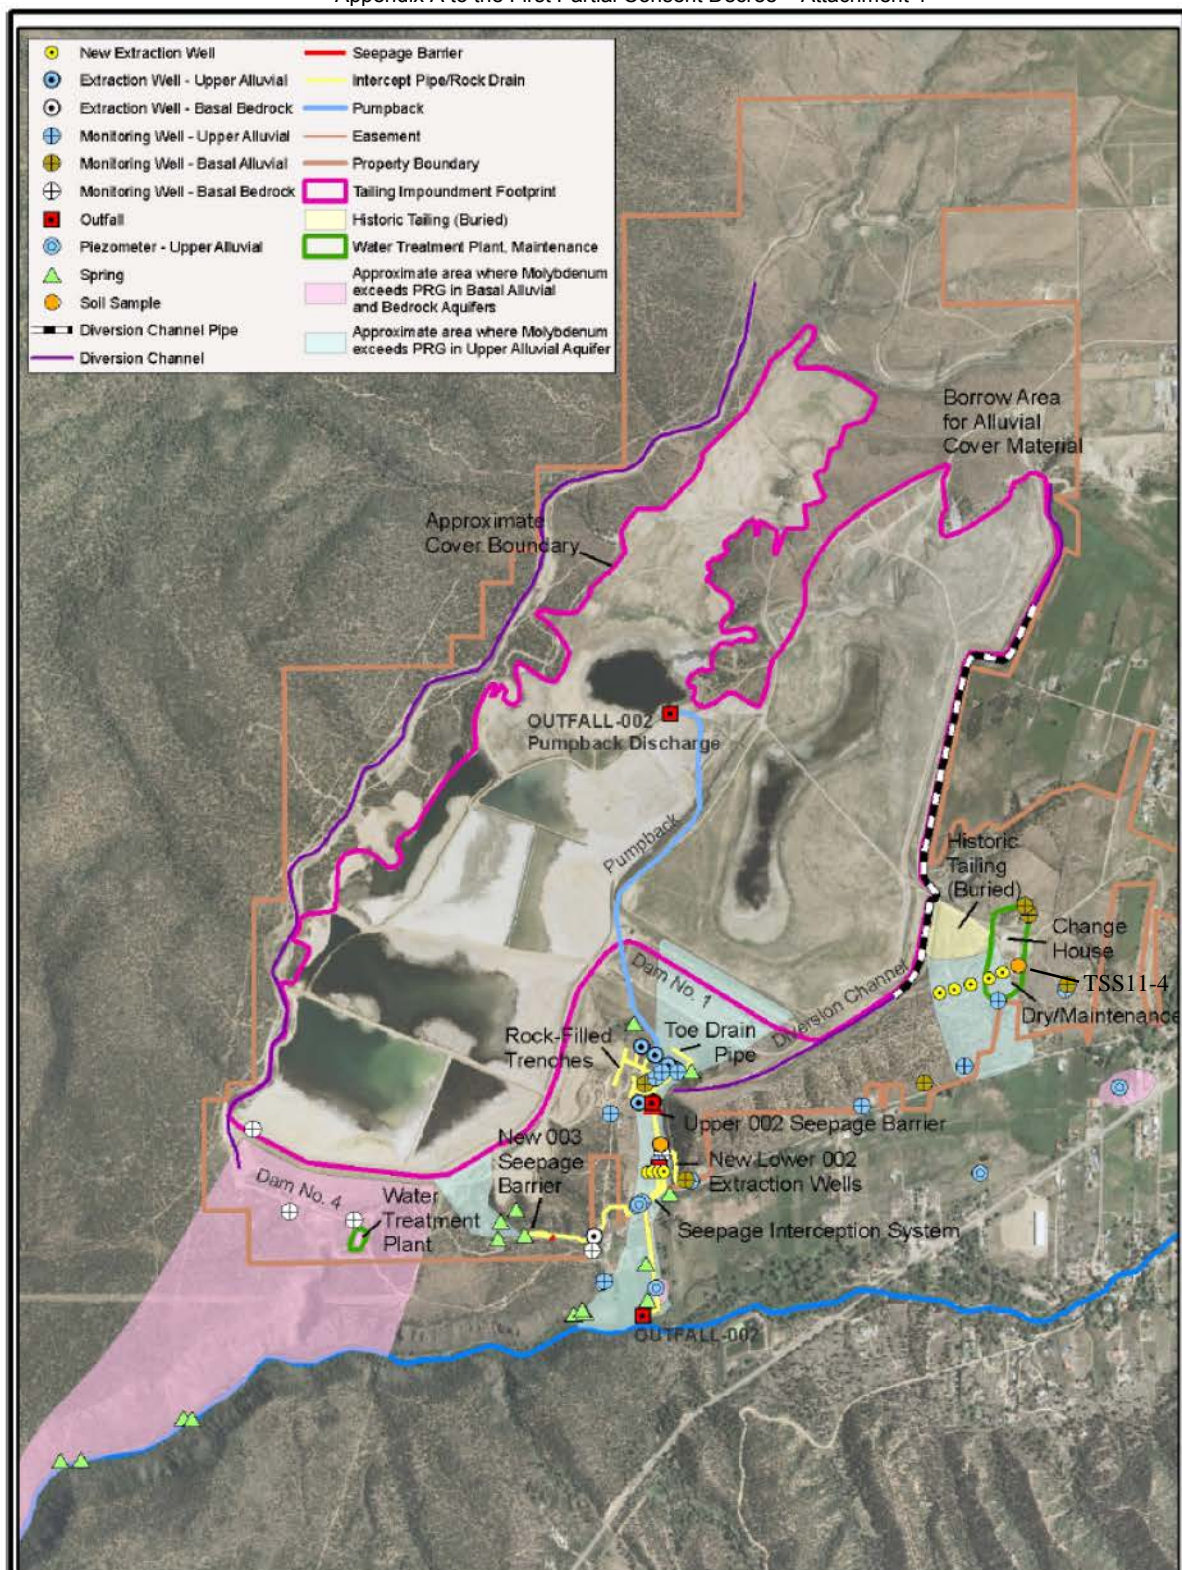 Appendix A to the First Partial Consent Decree – Attachment 4
New Extraction Well
Extraction Well - Upper Alluvial
Extraction Well - Basal Bedrock
Monitoring Well - Upper Alluvial
Monitoring Well - Basal Alluvial
Monitoring Well - Basal Bedrock
Outfall
Piezometer - Upper Alluvial
Spring
Soil Sample
Diversion Channel Pipe
Diversion Channel
Seepage Barrier
Intercept Pipe/Rock Drain
Pumpback
Easement
Property Boundary
Tailing Impoundment Footprint
Historic Tailing (Buried)
Water Treatment Plant, Maintenance
Approximate area where Molybdenum
exceeds PRG in Basal Alluvial
and Bedrock Aquifers
Approximate area where Molybdenum
exceeds PRG in Upper Alluvial Aquifer
Borrow Area
for Alluvial
Cover Material
Approximate
Cover Boundary
OUTFALL-002
Pumpback Discharge
Pumpback
Historic
Tailing
(Buried)
Change
House
TSS11-4
Dry/Maintenance
Dam No. 1
Diversion Channel
Rock-Filled
Trenches
Toe Drain
Pipe
Upper 002 Seepage Barrier
New 003
Seepage
Barrier
New Lower 002
Extraction Wells
Dam No. 4
Water
Treatment
Plant
Seepage Interception System
OUTFALL-002